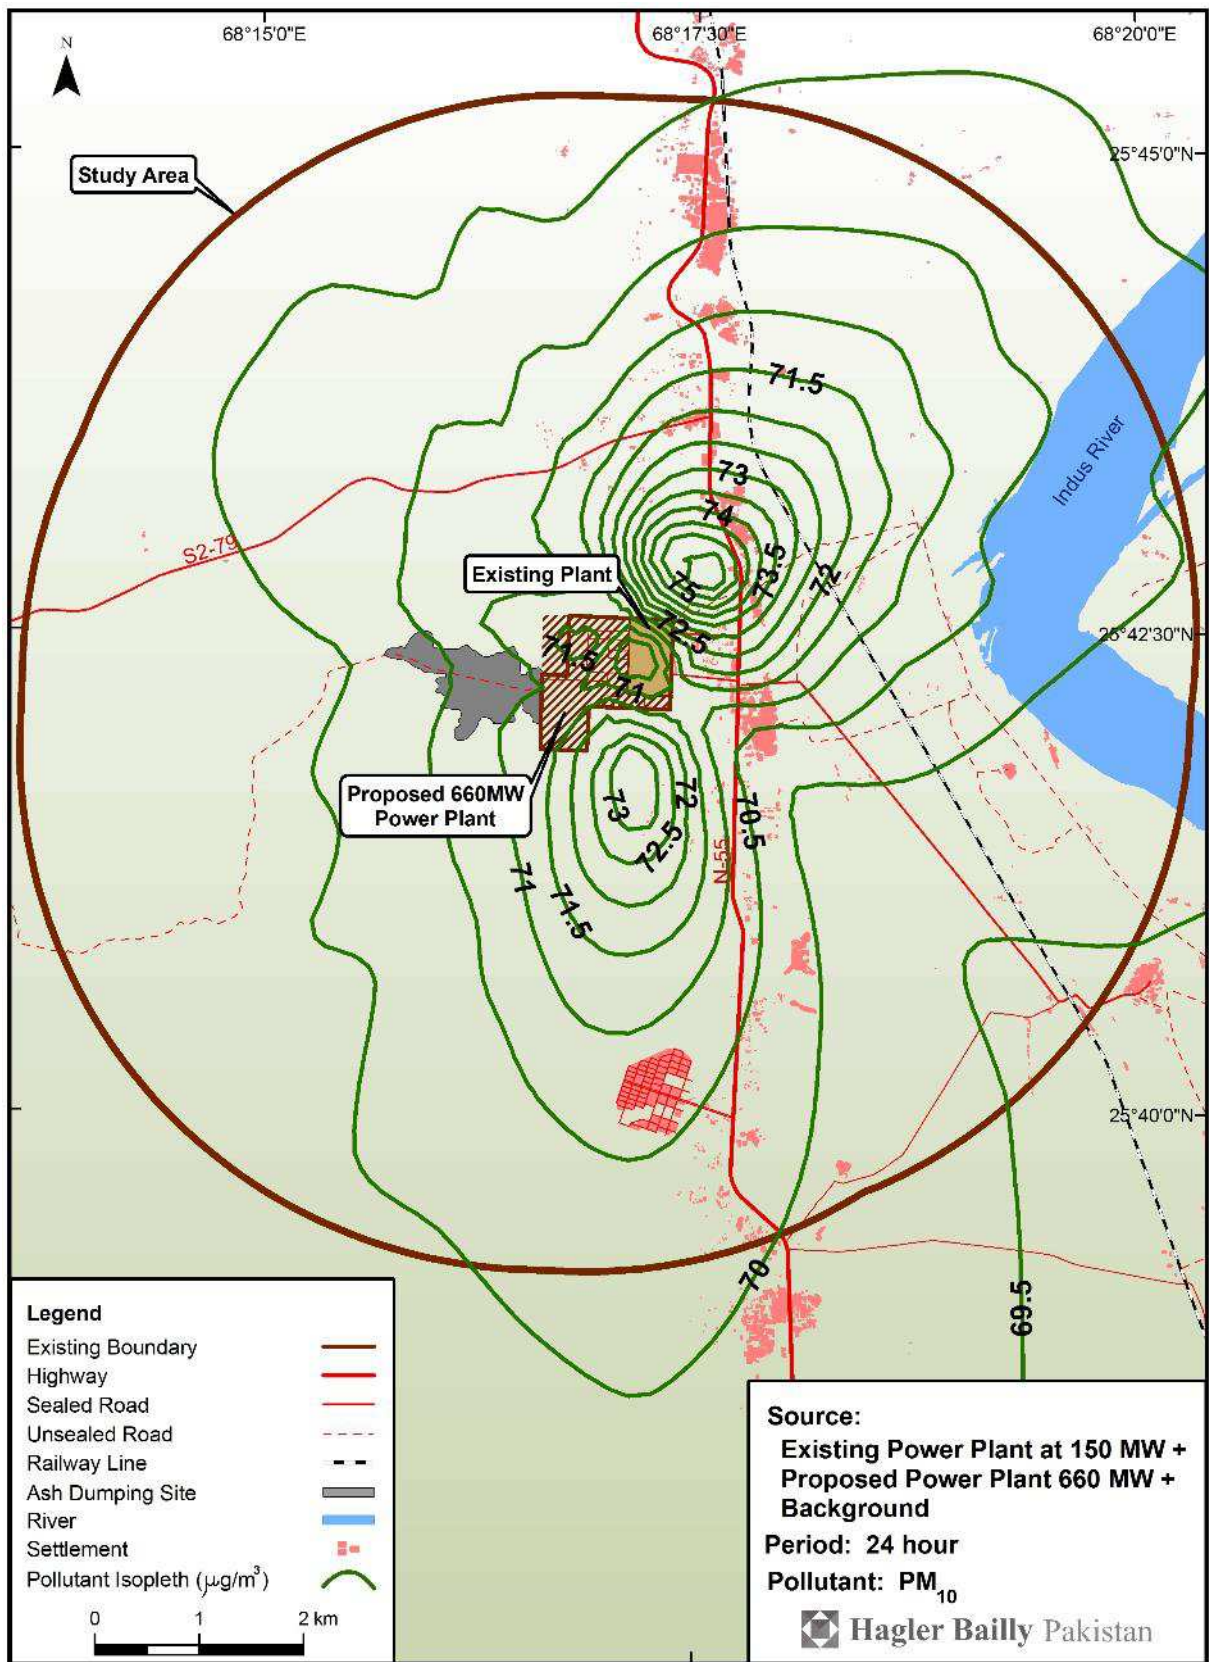 68°15'0"E
68°17'30"E
68°20'0"E
N
25°45'0"N
Study Area
71.5
Indus River
73
74
S2-79
73.5
72
Existing Plant
75
72.5
25°42'30"N
71.5
71
Proposed 660MW
Power Plant
73
72
70.5
72.5
N-55
71
71.5
25°40'0"N
70
69.5
Legend
Existing Boundary
Highway
Sealed Road
Unsealed Road
Railway Line
Ash Dumping Site
River
Settlement
Pollutant Isopleth (µg/m³)
0 1 2 km
Source:
Existing Power Plant at 150 MW +
Proposed Power Plant 660 MW +
Background
Period: 24 hour
Pollutant: PM₁₀
Hagler Bailly Pakistan